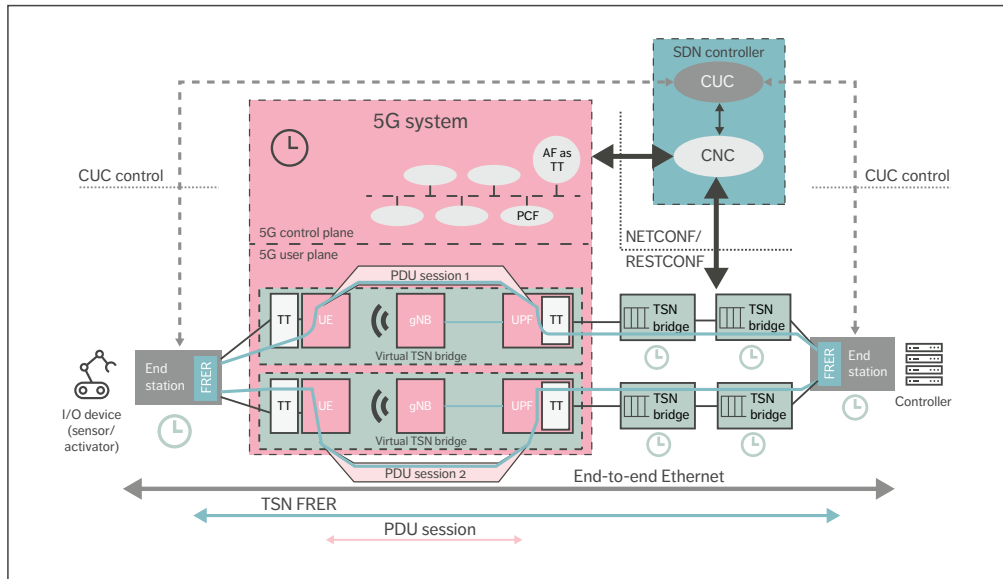 SDN controller
CUC
CNC
5G system
AF as
TT
PCF
CUC control
CUC control
5G control plane
5G user plane
NETCONF/
RESTCONF
PDU session 1
TT
UE
gNB
UPF
TT
Virtual TSN bridge
TSN
bridge
TSN
bridge
End
station
FRER
FRER
End
station
I/O device
(sensor/
activator)
Controller
TT
UE
gNB
UPF
TT
Virtual TSN bridge
TSN
bridge
TSN
bridge
PDU session 2
End-to-end Ethernet
TSN FRER
PDU session